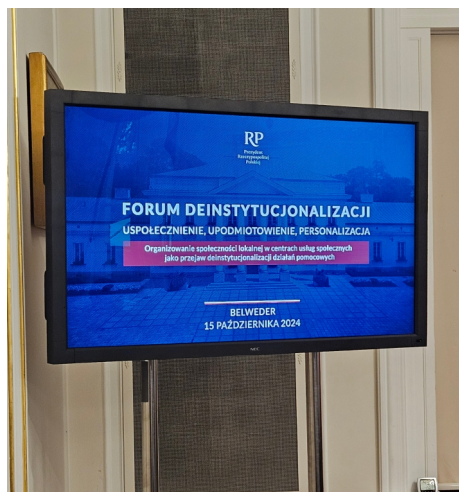 RP
Prezydent
Rzeczypospolitej
Polskiej
FORUM DEINSTYTUCJONALIZACJI
USPOŁECZNIENIE, UPODMIOTOWIENIE, PERSONALIZACJA
Organizowanie społeczności lokalnej w centrach usług społecznych
jako przejaw deinstytucjonalizacji działań pomocowych
BELWEDER
15 PAŹDZIERNIKA 2024
NEC